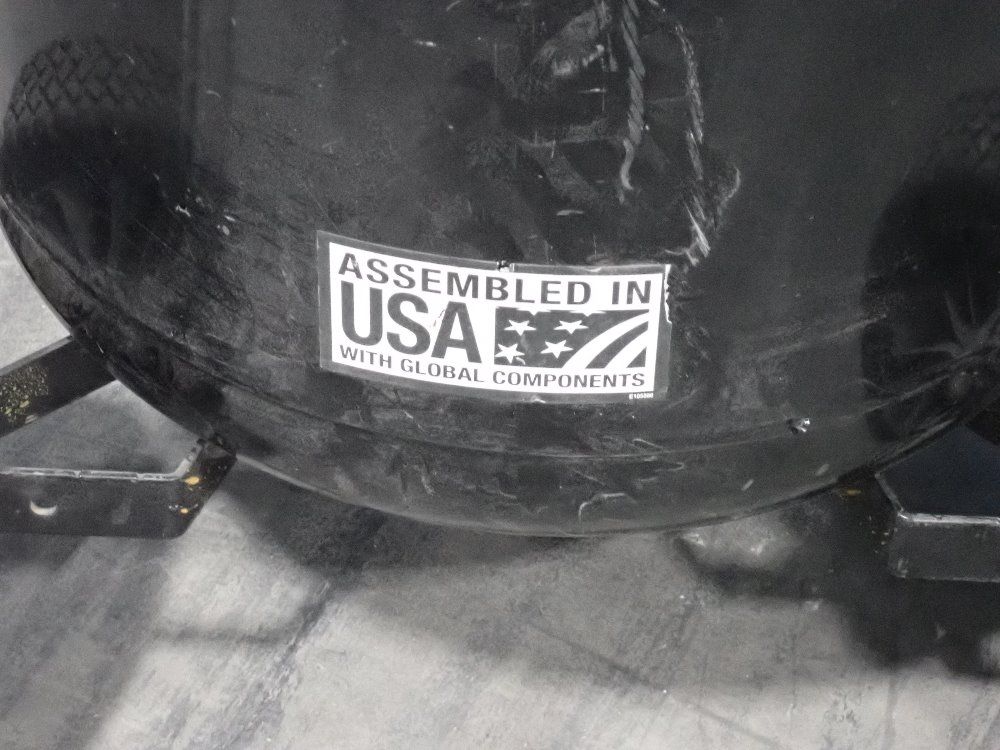 ASSEMBLED IN
USA
WITH GLOBAL COMPONENTS